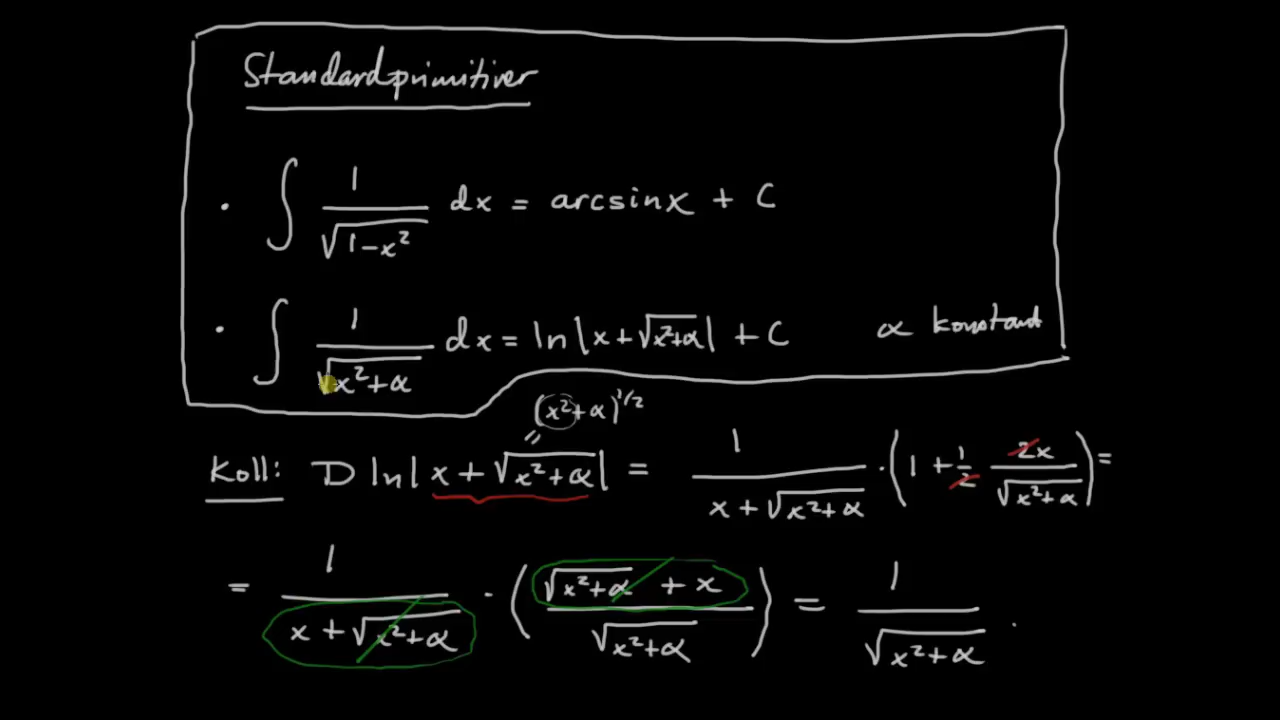 Standardprimitiver
• ∫ 1/√(1-x²) dx = arcsinx + C
• ∫ 1/√(x²+α) dx = ln|x+√(x²+α)| + C α konstant
(x²+α)^1/2
Koll: D ln|x+√(x²+α)| = 1/(x+√(x²+α)) · (1 + 1/2 2x/√(x²+α)) =
= 1/(x+√(x²+α)) · ((√(x²+α) + x)/√(x²+α)) = 1/√(x²+α).